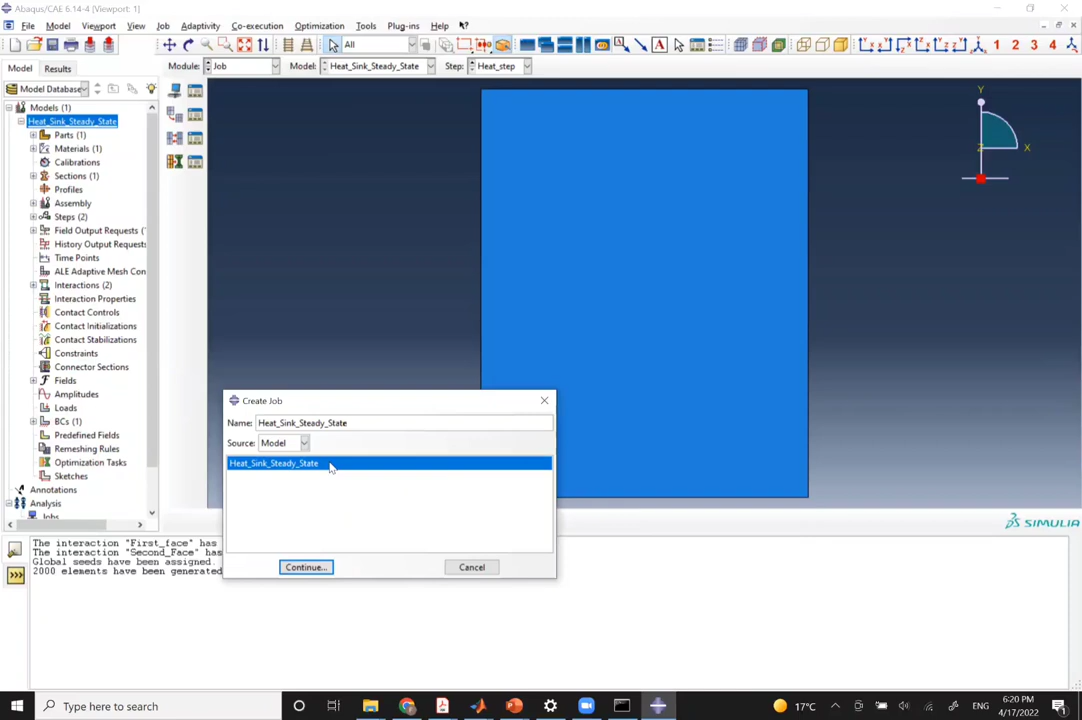 Abaqus/CAE 6.14-4 [Viewport: 1]
File Model Viewport View Job Adaptivity Co-execution Optimization Tools Plug-ins Help
All
1 2 3 4
Model Results
Module: Job Model: Heat_Sink_Steady_State Step: Heat_step
Model Database
Models (1)
Heat_Sink_Steady_State
Parts (1)
Materials (1)
Calibrations
Sections (1)
Profiles
Assembly
Steps (2)
Field Output Requests (
History Output Requests
Time Points
ALE Adaptive Mesh Con
Interactions (2)
Interaction Properties
Contact Controls
Contact Initializations
Contact Stabilizations
Constraints
Connector Sections
Fields
Amplitudes
Loads
BCs (1)
Predefined Fields
Remeshing Rules
Optimization Tasks
Sketches
Annotations
Analysis
Jobs
Y
Z X
Create Job
Name: Heat_Sink_Steady_State
Source: Model
Heat_Sink_Steady_State
Continue... Cancel
SIMULIA
The interaction "First_face" has
The interaction "Second_Face" has
Global seeds have been assigned.
2000 elements have been generated
>>>
Type here to search
17°C
ENG
6:20 PM
4/17/2022
1